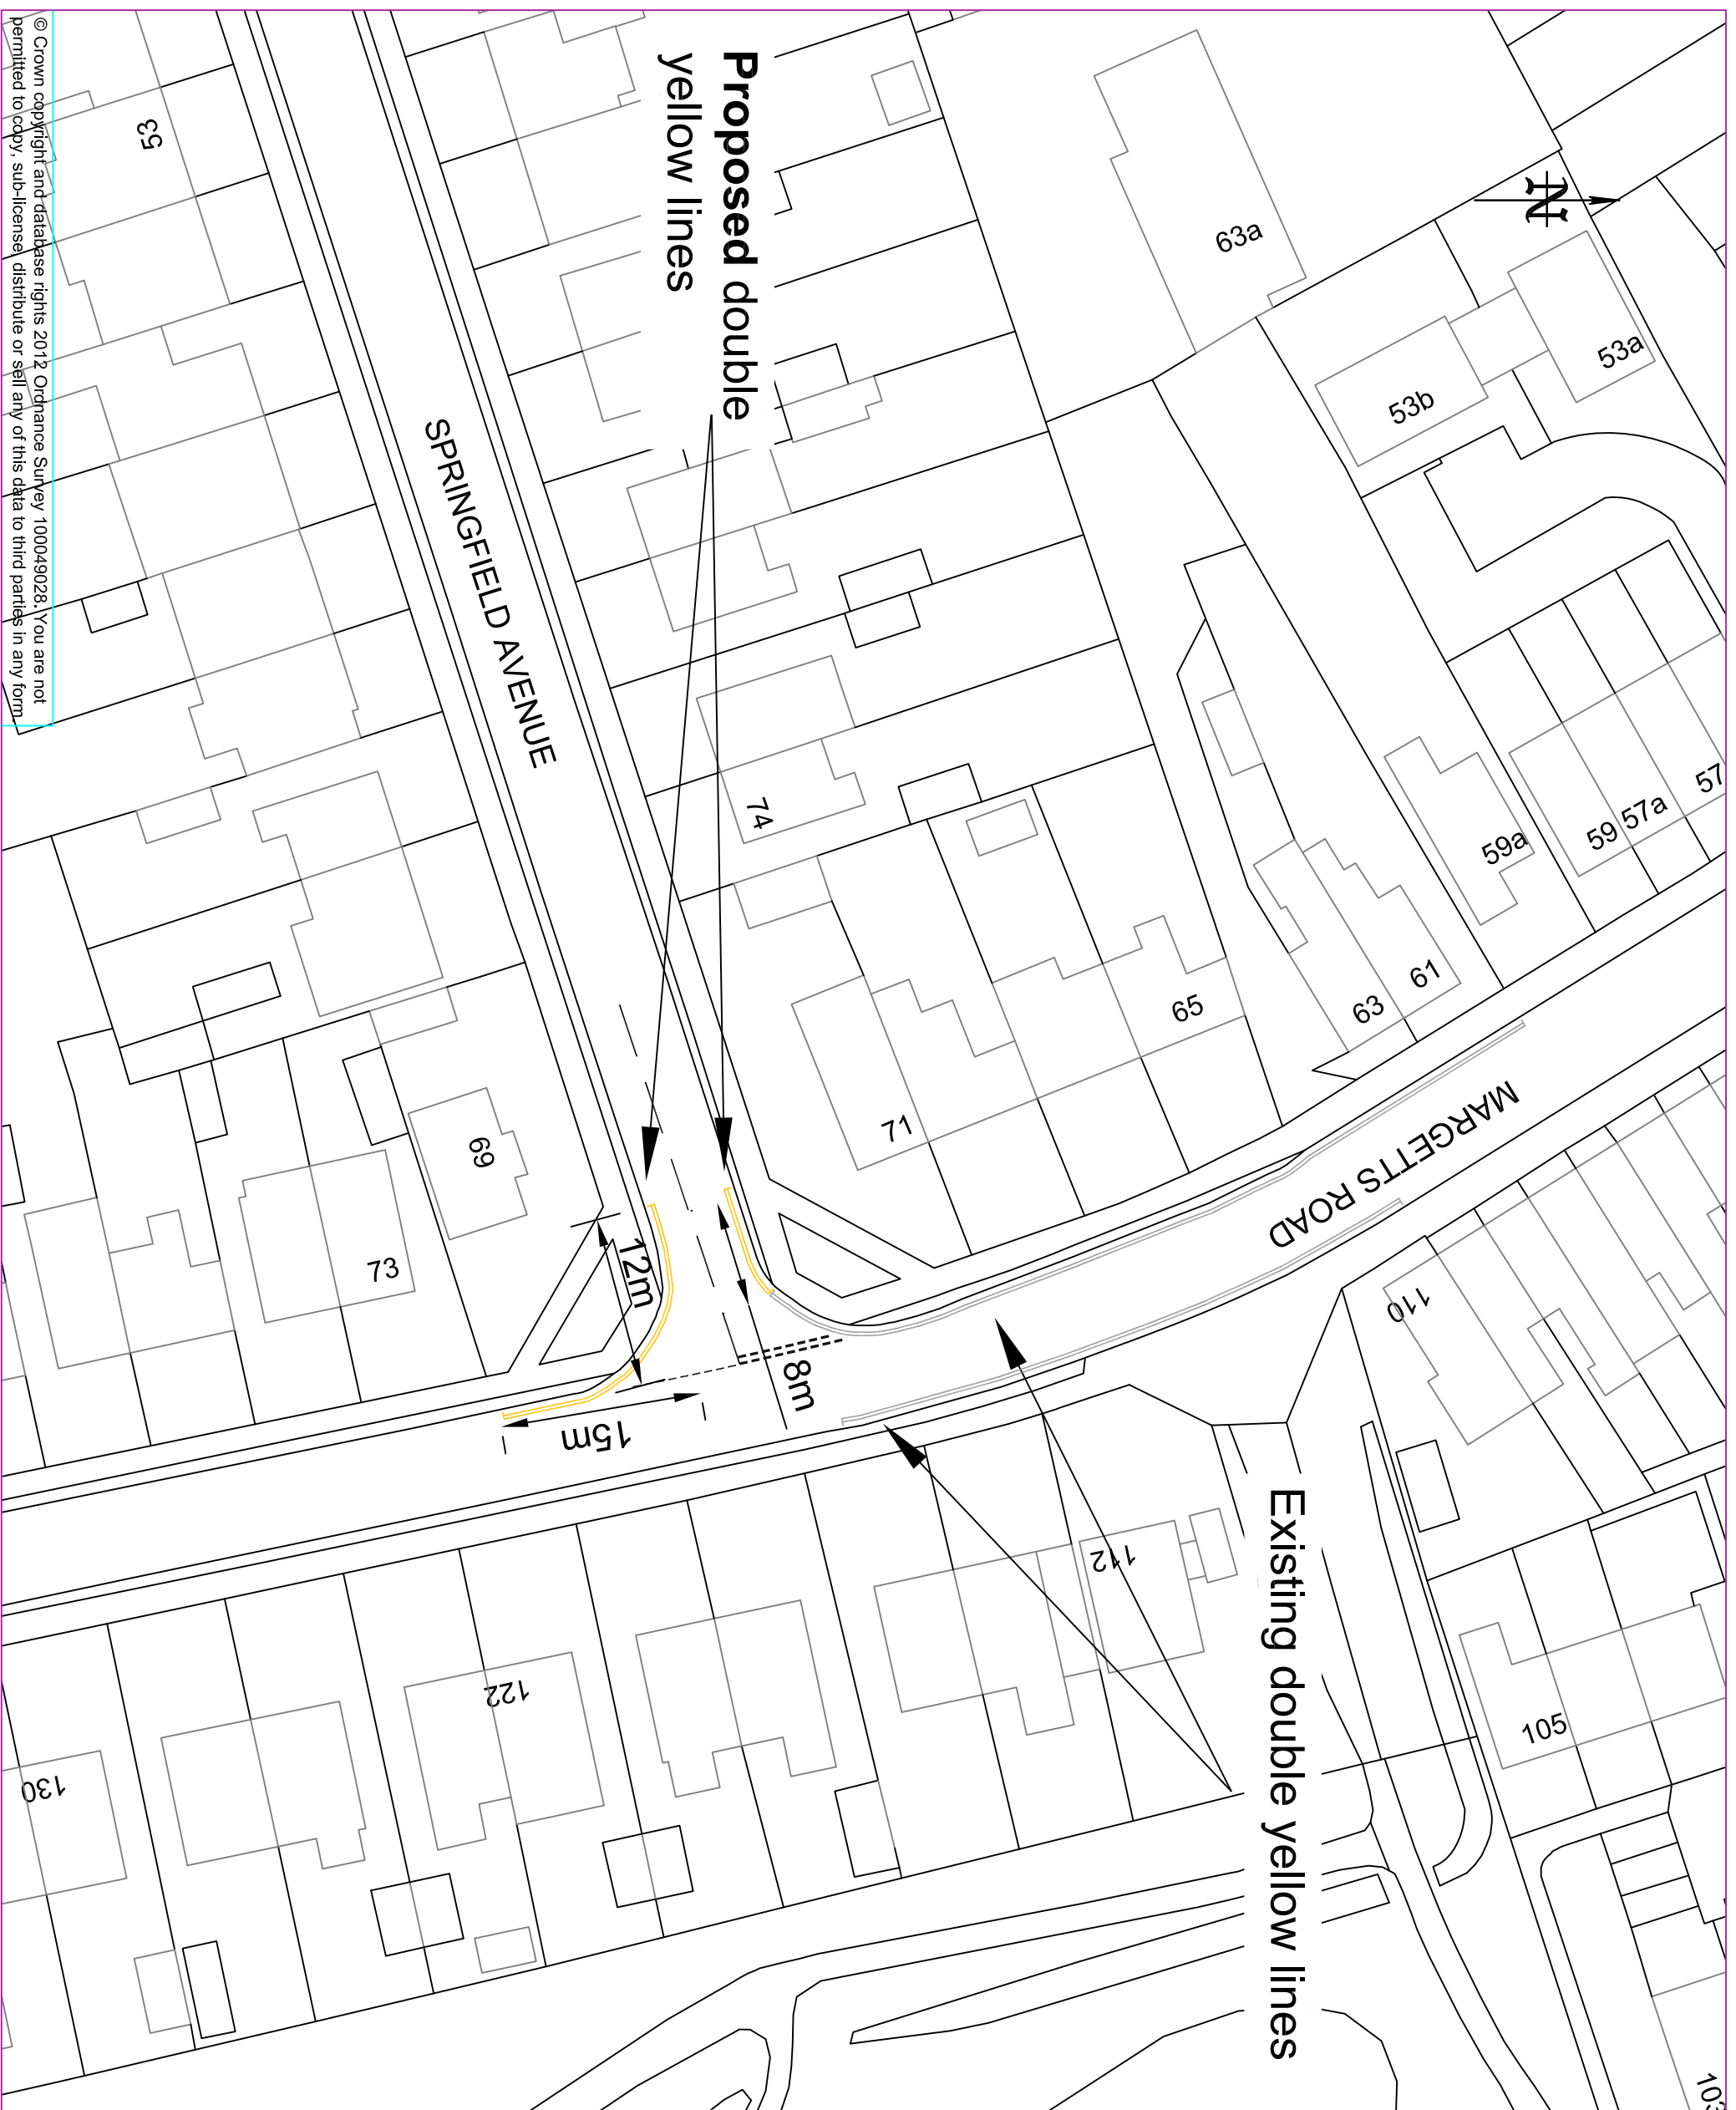 Proposed double
yellow lines
Existing double yellow lines
SPRINGFIELD AVENUE
MARGETTS ROAD
12m
15m
8m
N
53
63a
53a
53b
74
59a
59
57a
57
61
63
65
71
69
73
110
112
122
130
105
103
© Crown copyright and database rights 2012 Ordnance Survey 100049028. You are not
permitted to copy, sub-license, distribute or sell any of this data to third parties in any form